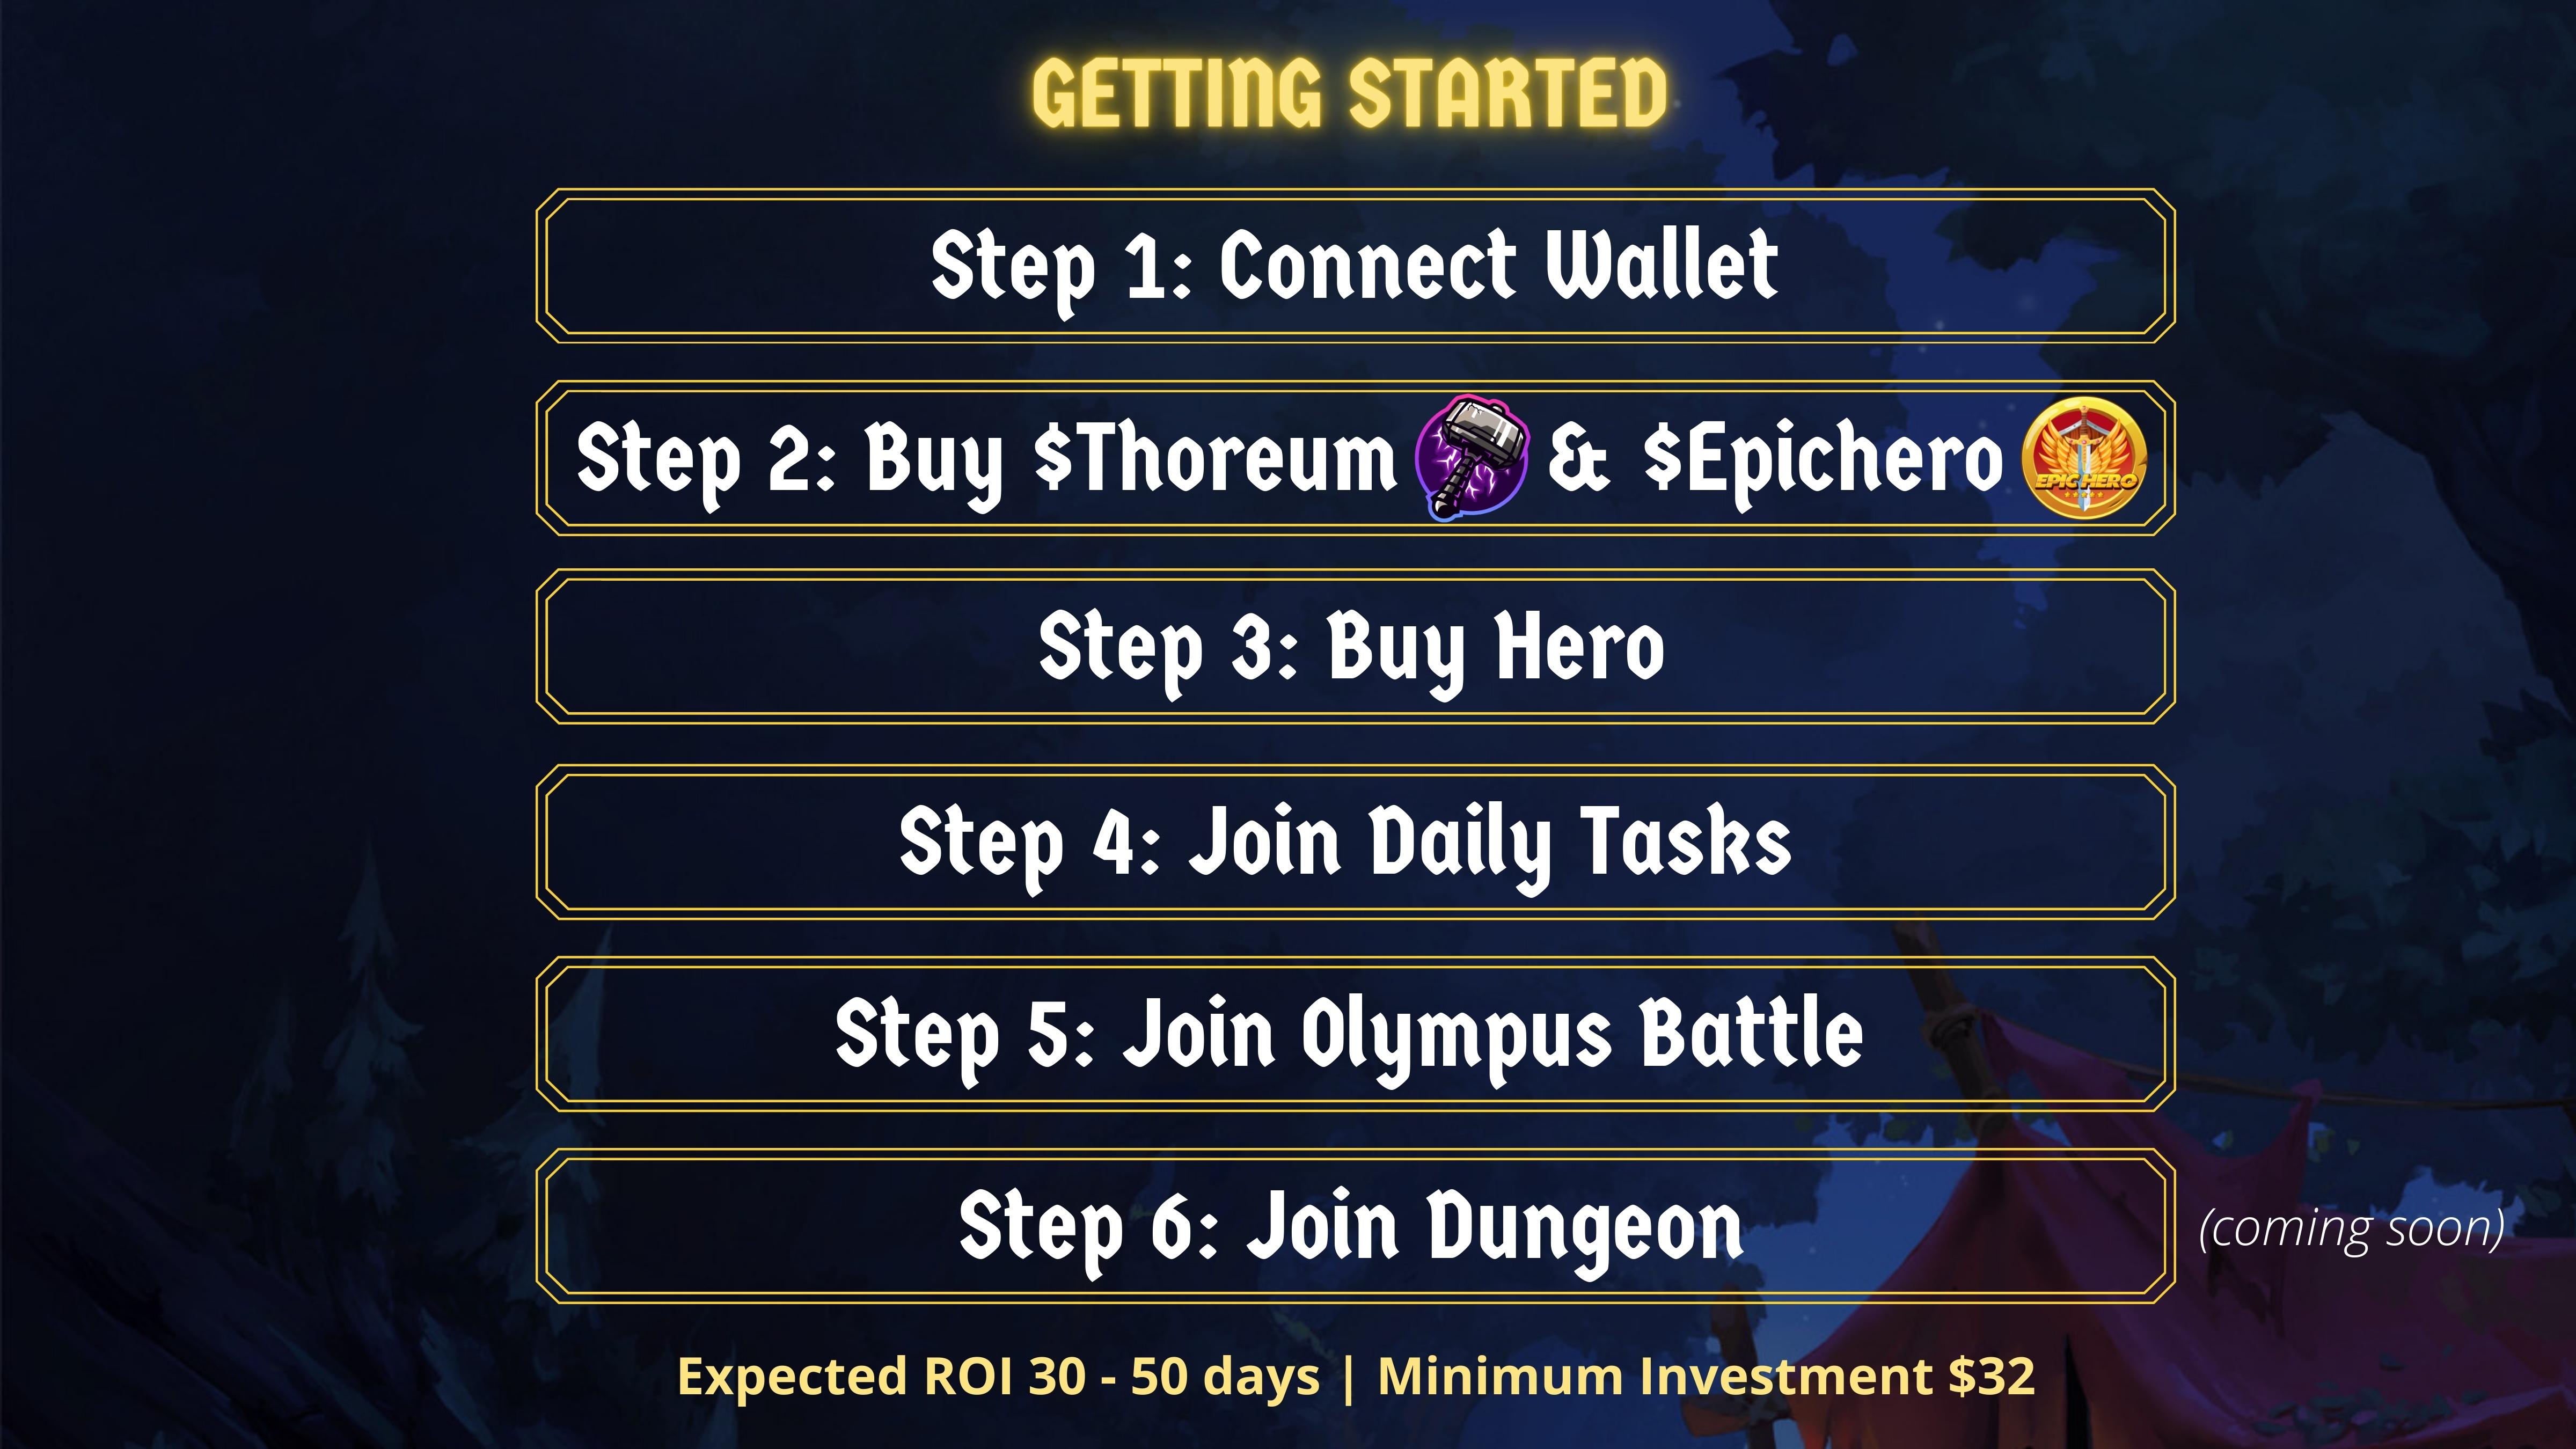 GETTING STARTED
Step 1: Connect Wallet
Step 2: Buy $Thoreum & $Epichero
EPIC HERO
Step 3: Buy Hero
Step 4: Join Daily Tasks
Step 5: Join Olympus Battle
Step 6: Join Dungeon
(coming soon)
Expected ROI 30 - 50 days | Minimum Investment $32